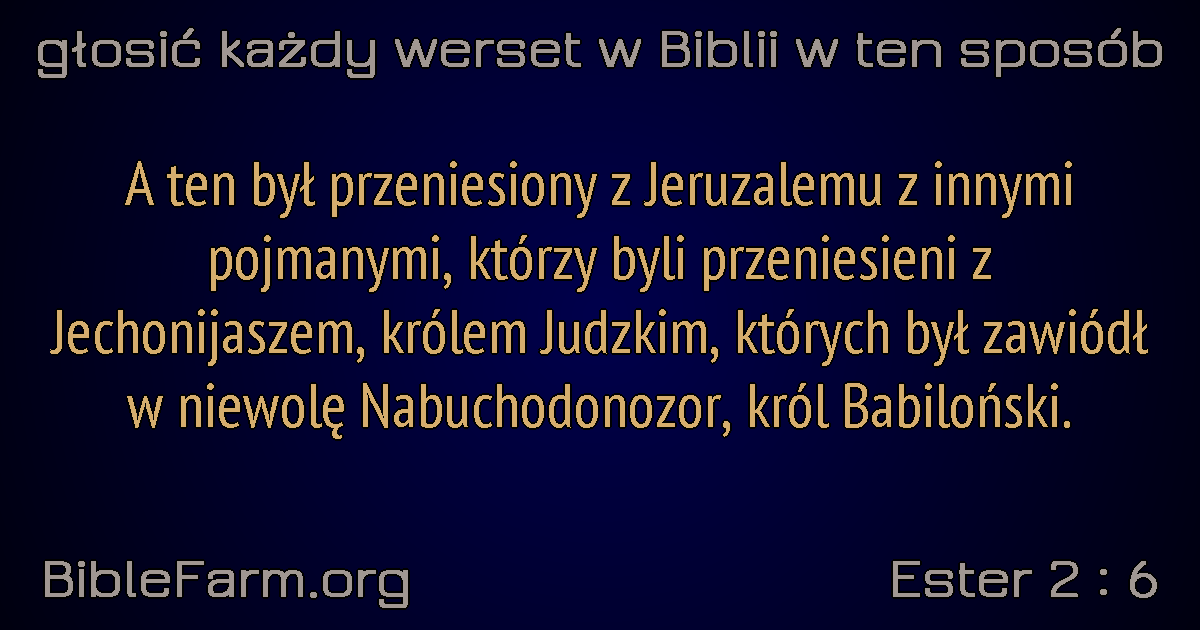 głosić każdy werset w Biblii w ten sposób
A ten był przeniesiony z Jeruzalemu z innymi
pojmanymi, którzy byli przeniesieni z
Jechonijaszem, królem Judzkim, których był zawiódł
w niewolę Nabuchodonozor, król Babiloński.
BibleFarm.org
Ester 2 : 6